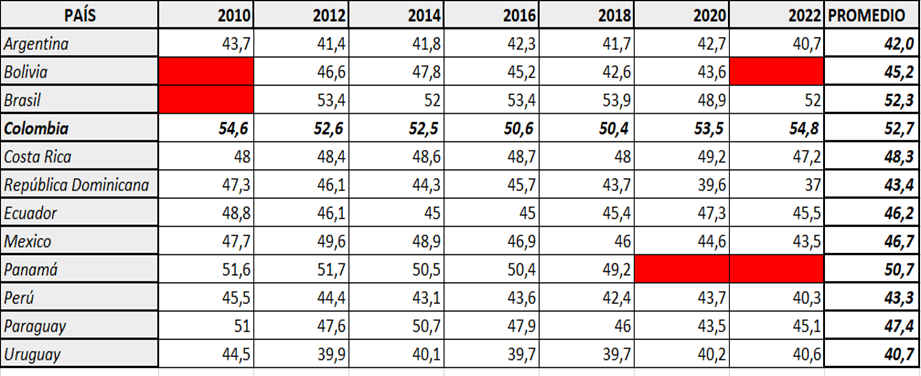 PAÍS 2010 2012 2014 2016 2018 2020 2022 PROMEDIO
Argentina 43,7 41,4 41,8 42,3 41,7 42,7 40,7 42,0
Bolivia 46,6 47,8 45,2 42,6 43,6 45,2
Brasil 53,4 52 53,4 53,9 48,9 52 52,3
Colombia 54,6 52,6 52,5 50,6 50,4 53,5 54,8 52,7
Costa Rica 48 48,4 48,6 48,7 48 49,2 47,2 48,3
República Dominicana 47,3 46,1 44,3 45,7 43,7 39,6 37 43,4
Ecuador 48,8 46,1 45 45 45,4 47,3 45,5 46,2
Mexico 47,7 49,6 48,9 46,9 46 44,6 43,5 46,7
Panamá 51,6 51,7 50,5 50,4 49,2 50,7
Perú 45,5 44,4 43,1 43,6 42,4 43,7 40,3 43,3
Paraguay 51 47,6 50,7 47,9 46 43,5 45,1 47,4
Uruguay 44,5 39,9 40,1 39,7 39,7 40,2 40,6 40,7